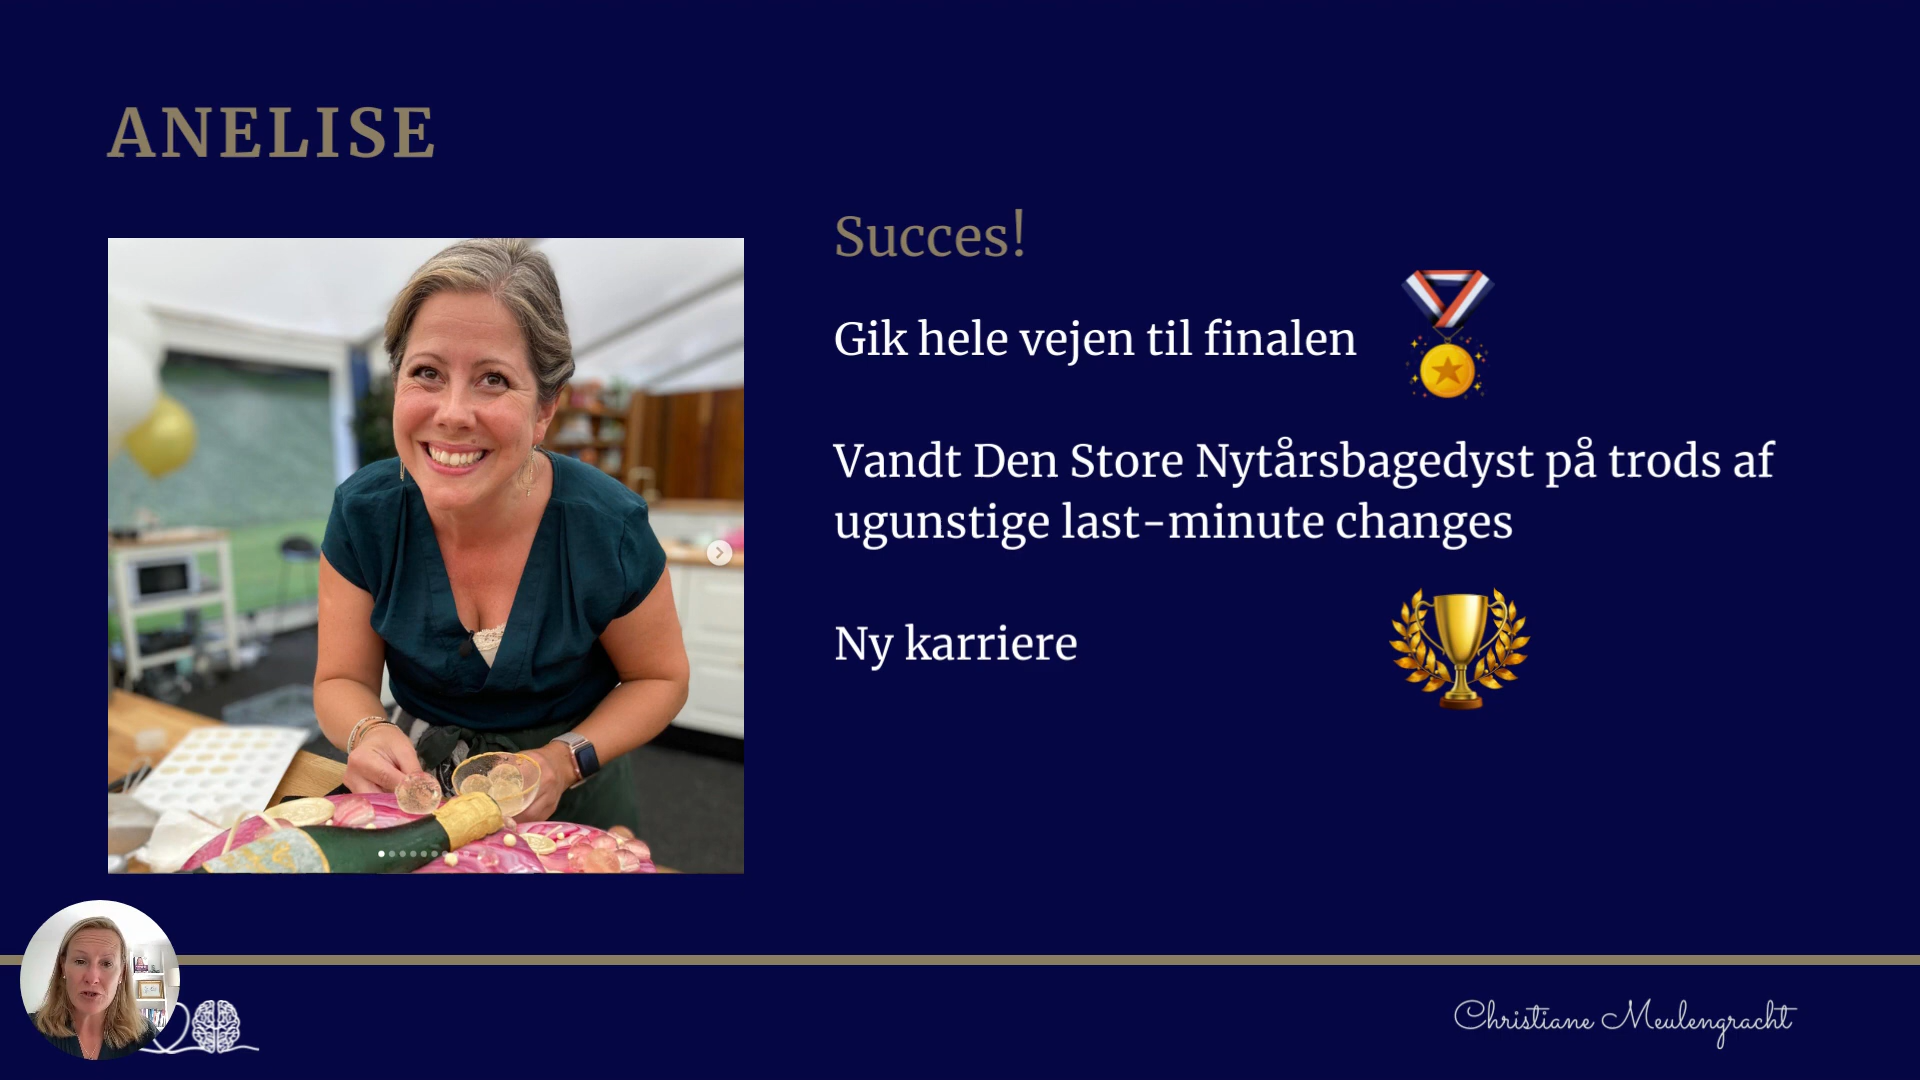 ANELISE
Succes!
Gik hele vejen til finalen
Vandt Den Store Nytårsbagedyst på trods af
ugunstige last-minute changes
Ny karriere
Christiane Meulengracht